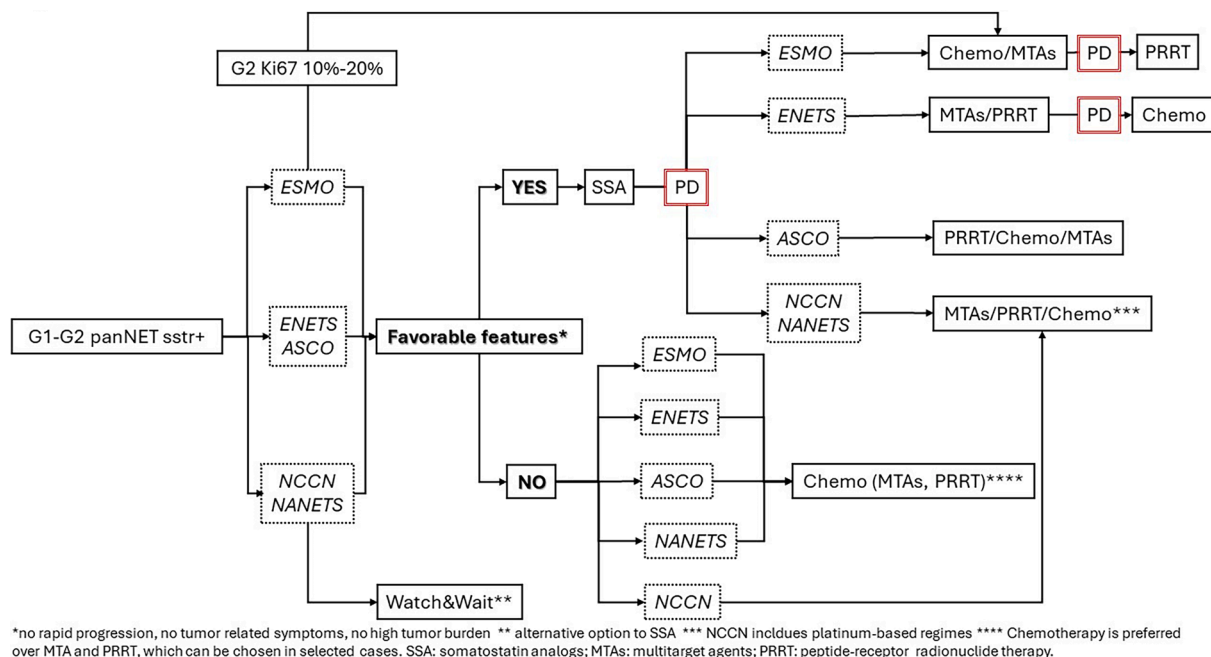 G2 Ki67 10%-20%
ESMO
Chemo/MTAs
PD
PRRT
ENETS
MTAs/PRRT
PD
Chemo
ESMO
YES
SSA
PD
ASCO
PRRT/Chemo/MTAs
NCCN
NANETS
MTAs/PRRT/Chemo***
G1-G2 panNET sstr+
ENETS
ASCO
Favorable features*
ESMO
ENETS
NCCN
NANETS
NO
ASCO
Chemo (MTAs, PRRT)****
NANETS
Watch&Wait**
NCCN
*no rapid progression, no tumor related symptoms, no high tumor burden ** alternative option to SSA *** NCCN incldues platinum-based regimes **** Chemotherapy is preferred
over MTA and PRRT, which can be chosen in selected cases. SSA: somatostatin analogs; MTAs: multitarget agents; PRRT: peptide-receptor radionuclide therapy.